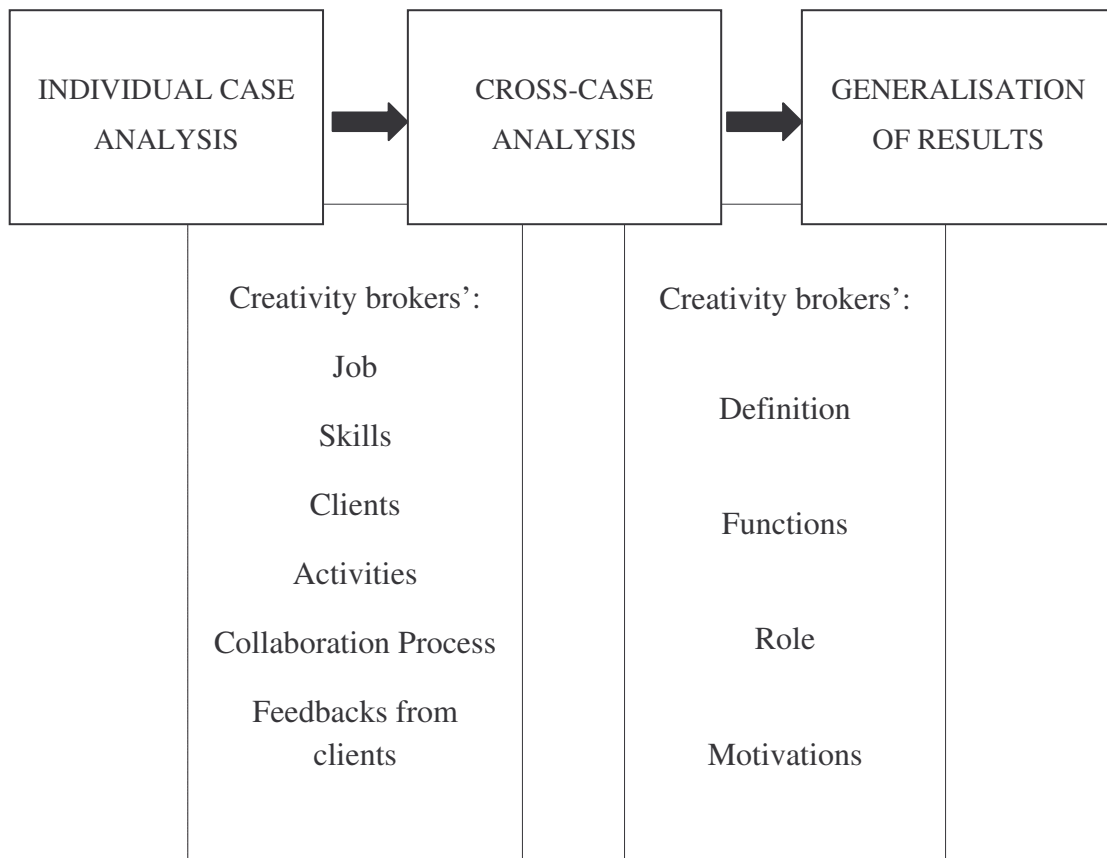 INDIVIDUAL CASE
ANALYSIS
CROSS-CASE
ANALYSIS
GENERALISATION
OF RESULTS
Creativity brokers’:
Job
Skills
Clients
Activities
Collaboration Process
Feedbacks from
clients
Creativity brokers’:
Definition
Functions
Role
Motivations